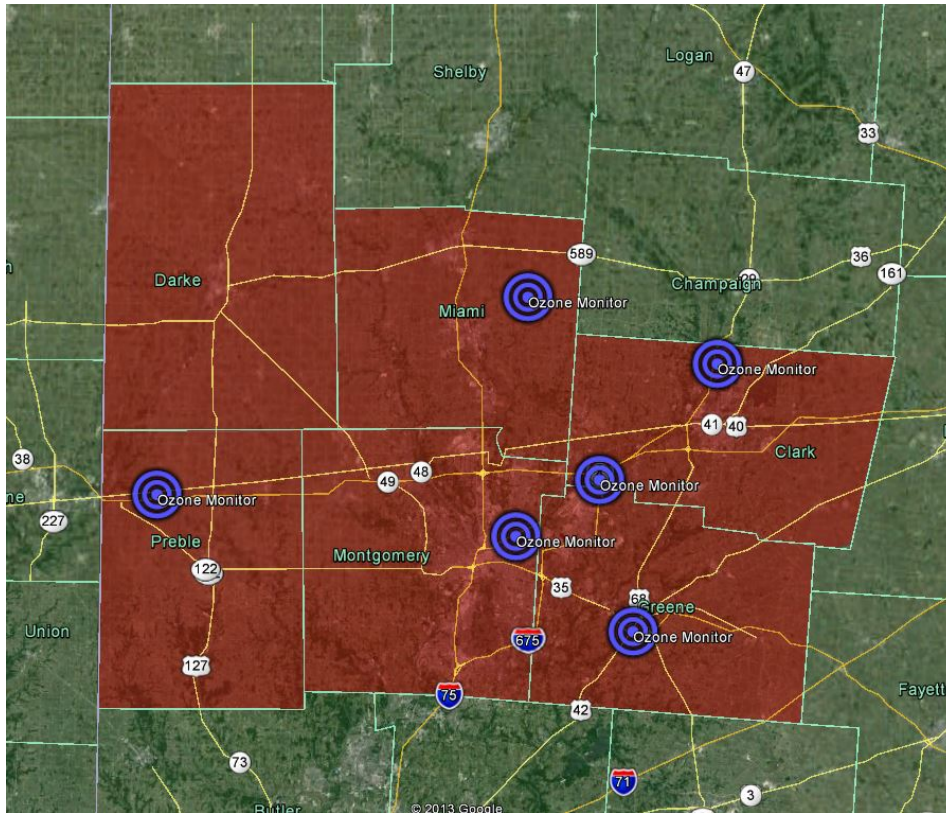 Logan
Shelby
47
33
589
36
161
29
Champaign
Darke
Ozone Monitor
Miami
Ozone Monitor
41
40
Clark
38
48
49
Ozone Monitor
Ozone Monitor
ne
227
Preble
Ozone Monitor
Montgomery
122
35
68
Greene
Union
Ozone Monitor
675
127
75
42
Fayett
73
71
3
Butler
© 2013 Google